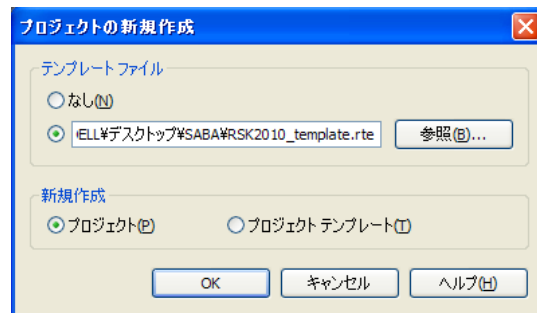 プロジェクトの新規作成
テンプレート ファイル
なし(N)
ELL¥デスクトップ¥SABA¥RSK2010_template.rte
参照(B)...
新規作成
プロジェクト(P)
プロジェクト テンプレート(T)
OK
キャンセル
ヘルプ(H)